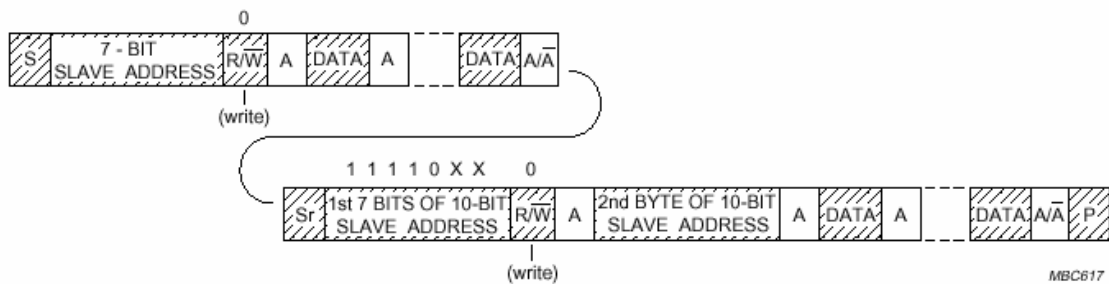 0
S 7 - BIT SLAVE ADDRESS R/W̅ A DATA A DATA A/A̅
(write)
1 1 1 1 0 X X 0
Sr 1st 7 BITS OF 10-BIT SLAVE ADDRESS R/W̅ A 2nd BYTE OF 10-BIT SLAVE ADDRESS A DATA A DATA A/A̅ P
(write)
MBC617